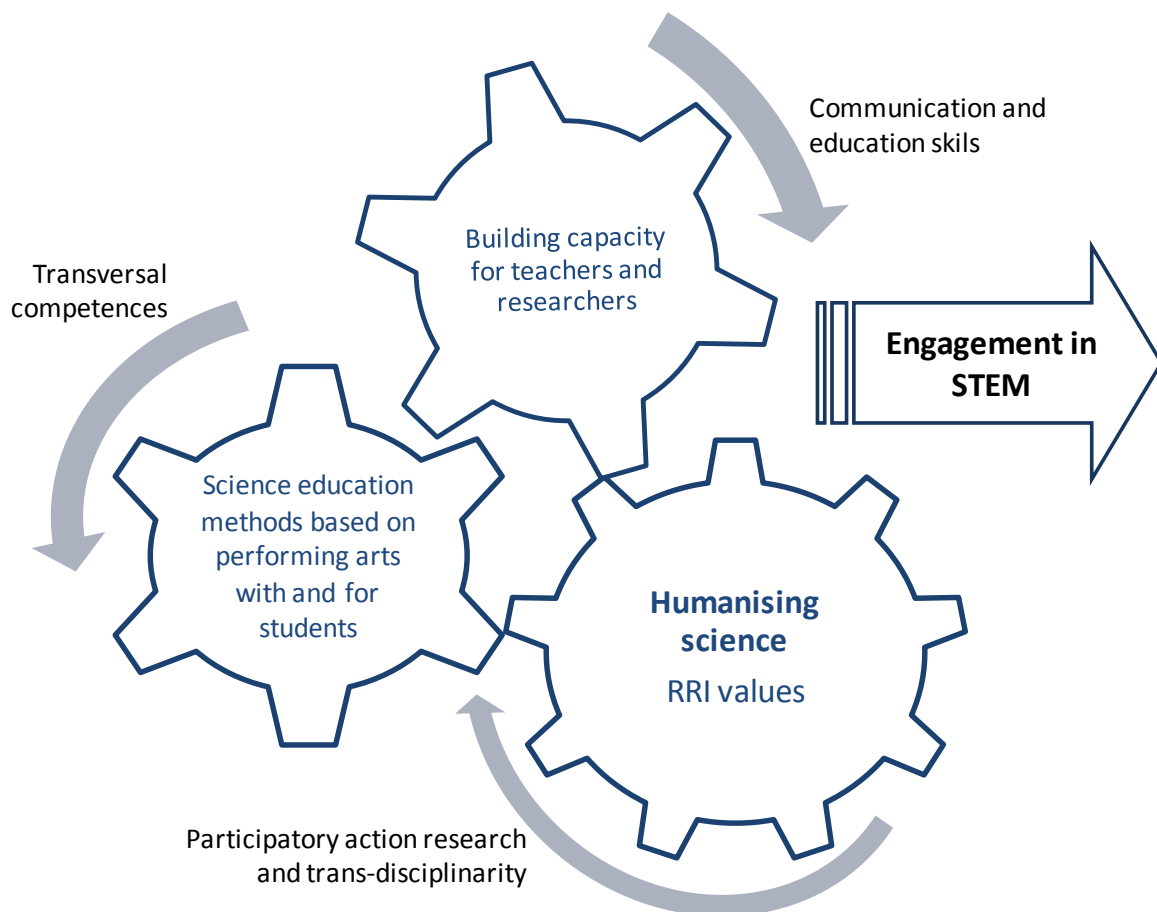 Communication and
education skils
Building capacity
for teachers and
researchers
Transversal
competences
Engagement in
STEM
Science education
methods based on
performing arts
with and for
students
Humanising
science
RRI values
Participatory action research
and trans-disciplinarity